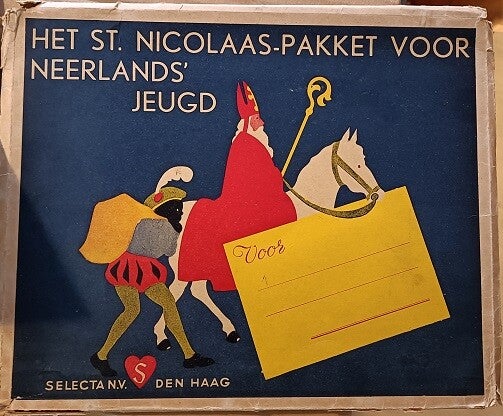 HET ST. NICOLAAS-PAKKET VOOR
NEERLANDS'
JEUGD
Voor
SELECTA N.V. S DEN HAAG